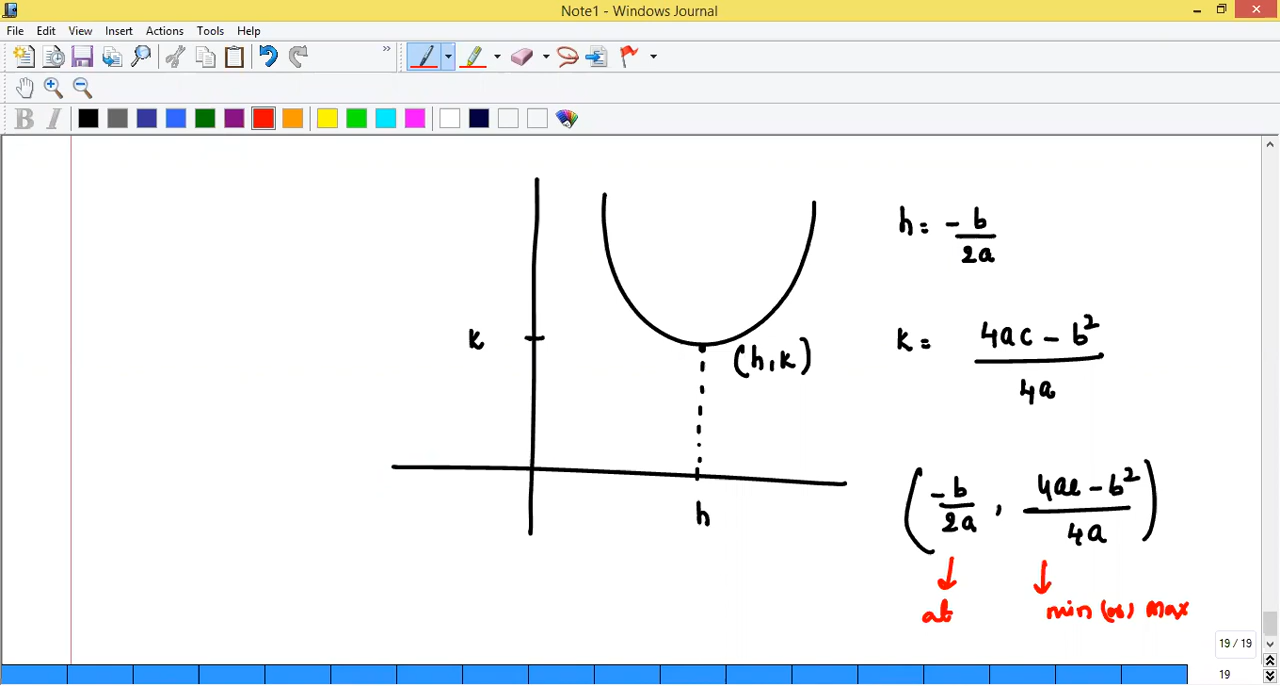 Note1 - Windows Journal
File Edit View Insert Actions Tools Help
»
B I
h = -b/2a
k
(h,k)
k = 4ac - b²/4a
h
(-b/2a , 4ac - b²/4a)
at min (or) max
19 / 19
19